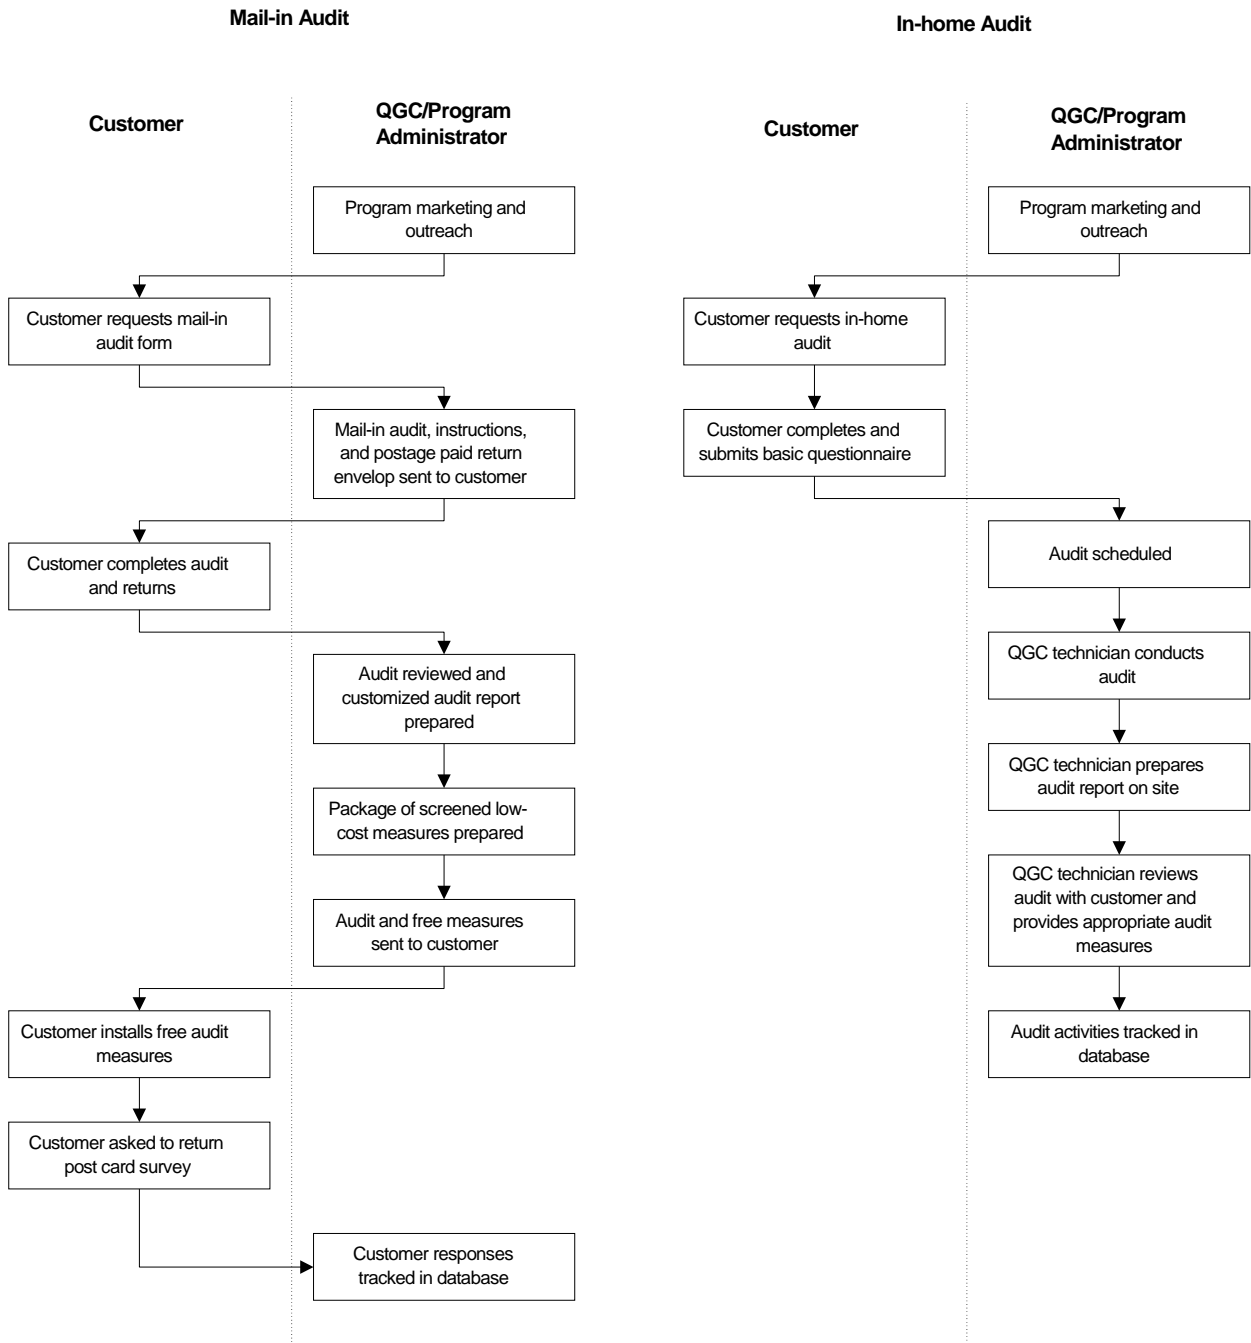 Mail-in Audit
Customer
QGC/Program
Administrator
Program marketing and
outreach
Customer requests mail-in
audit form
Mail-in audit, instructions,
and postage paid return
envelop sent to customer
Customer completes audit
and returns
Audit reviewed and
customized audit report
prepared
Package of screened low-
cost measures prepared
Audit and free measures
sent to customer
Customer installs free audit
measures
Customer asked to return
post card survey
Customer responses
tracked in database
In-home Audit
Customer
QGC/Program
Administrator
Program marketing and
outreach
Customer requests in-home
audit
Customer completes and
submits basic questionnaire
Audit scheduled
QGC technician conducts
audit
QGC technician prepares
audit report on site
QGC technician reviews
audit with customer and
provides appropriate audit
measures
Audit activities tracked in
database